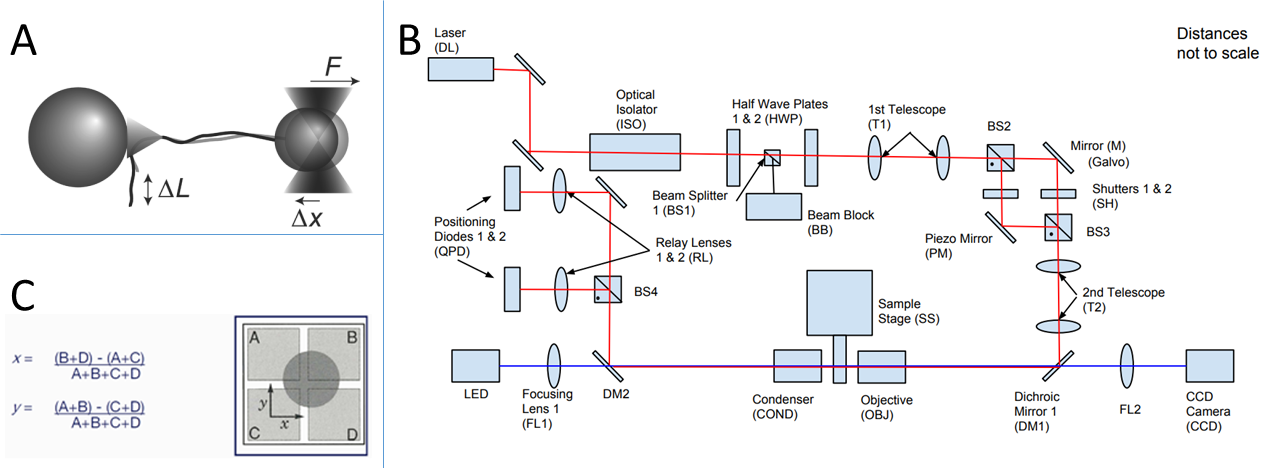 A
F
ΔL
Δx
B
Distances
not to scale
Laser
(DL)
Optical
Isolator
(ISO)
Half Wave Plates
1 & 2 (HWP)
1st Telescope
(T1)
BS2
Mirror (M)
(Galvo)
Shutters 1 & 2
(SH)
Beam Splitter
1 (BS1)
Beam Block
(BB)
Piezo Mirror
(PM)
BS3
Positioning
Diodes 1 & 2
(QPD)
Relay Lenses
1 & 2 (RL)
BS4
Sample
Stage (SS)
2nd Telescope
(T2)
LED
Focusing
Lens 1
(FL1)
DM2
Condenser
(COND)
Objective
(OBJ)
Dichroic
Mirror 1
(DM1)
FL2
CCD
Camera
(CCD)
C
x = (B+D) - (A+C)
A+B+C+D
y = (A+B) - (C+D)
A+B+C+D
A
B
y
x
C
D